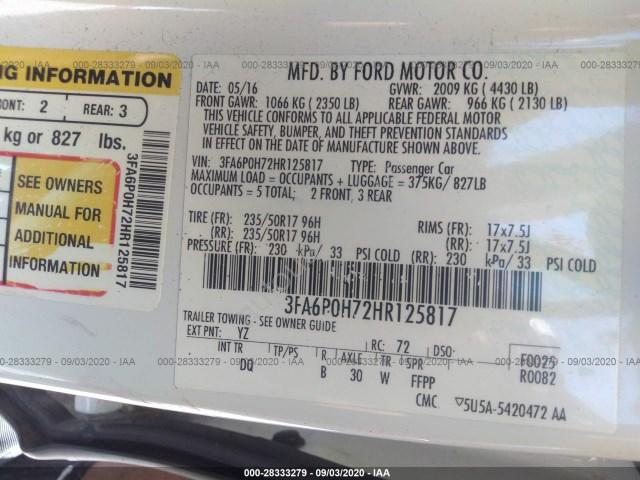 000-28333279 - 09/03/2020 - IAA
NG INFORMATION
ONT: 2 REAR: 3
kg or 827 lbs.
SEE OWNERS
MANUAL FOR
ADDITIONAL
INFORMATION
3FA6P0H72HR125817
MFD. BY FORD MOTOR CO.
DATE: 05/16 GVWR: 2009 KG ( 4430 LB)
FRONT GAWR: 1066 KG ( 2350 LB) REAR GAWR: 966 KG ( 2130 LB)
THIS VEHICLE CONFORMS TO ALL APPLICABLE FEDERAL MOTOR
VEHICLE SAFETY, BUMPER, AND THEFT PREVENTION STANDARDS
IN EFFECT ON THE DATE OF MANUFACTURE SHOWN ABOVE.
VIN: 3FA6P0H72HR125817 TYPE: Passenger Car
MAXIMUM LOAD = OCCUPANTS + LUGGAGE = 375KG/ 827LB
OCCUPANTS = 5 TOTAL; 2 FRONT, 3 REAR
TIRE (FR): 235/50R17 96H RIMS (FR): 17x7.5J
(RR): 235/50R17 96H (RR): 17x7.5J
PRESSURE (FR): 230 kPa/ 33 PSI COLD (RR): 230 kPa/ 33 PSI COLD
3FA6P0H72HR125817
TRAILER TOWING - SEE OWNER GUIDE
EXT PNT: YZ RC: 72 DSO: F0025
INT TR TP/PS R AXLE TR SPR R0082
DQ B 30 W FFPP
CMC ▽5U5A-5420472 AA
000-28333279 - 09/03/2020 - IAA